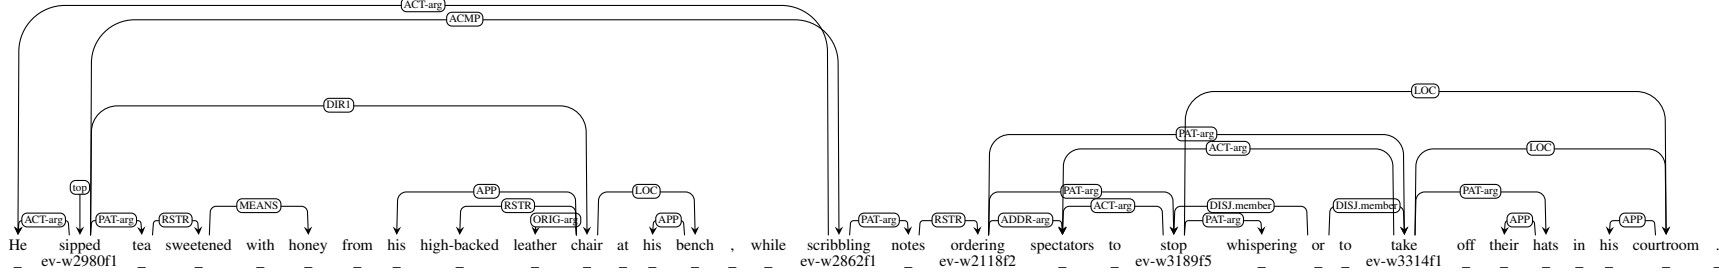 ACT-arg
ACMP
LOC
DIR1
PAT-arg
ACT-arg LOC
top APP PAT-arg LOC PAT-arg
MEANS RSTR ACT-arg DISJ.member DISJ.member
ACT-arg PAT-arg RSTR ORIG-arg APP PAT-arg RSTR ADDR-arg PAT-arg APP APP
He sipped tea sweetened with honey from his high-backed leather chair at his bench , while scribbling notes ordering spectators to stop whispering or to take off their hats in his courtroom .
ev-w2980f1 ev-w2862f1 ev-w2118f2 ev-w3189f5 ev-w3314f1
_ _ _ _ _ _ _ _ _ _ _ _ _ _ _ _ _ _ _ _ _ _ _ _ _ _ _ _ _ _ _ _